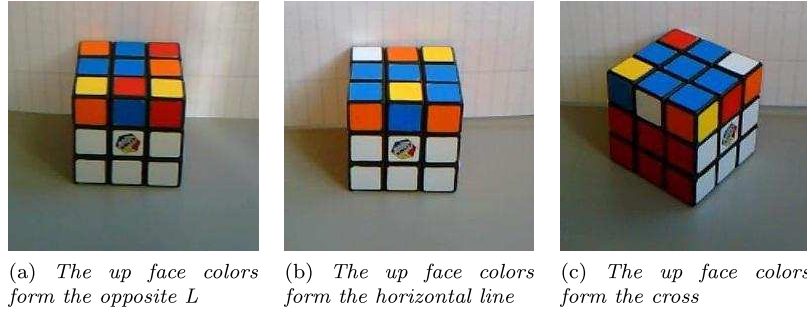 (a) The up face colors
form the opposite L
(b) The up face colors
form the horizontal line
(c) The up face colors
form the cross